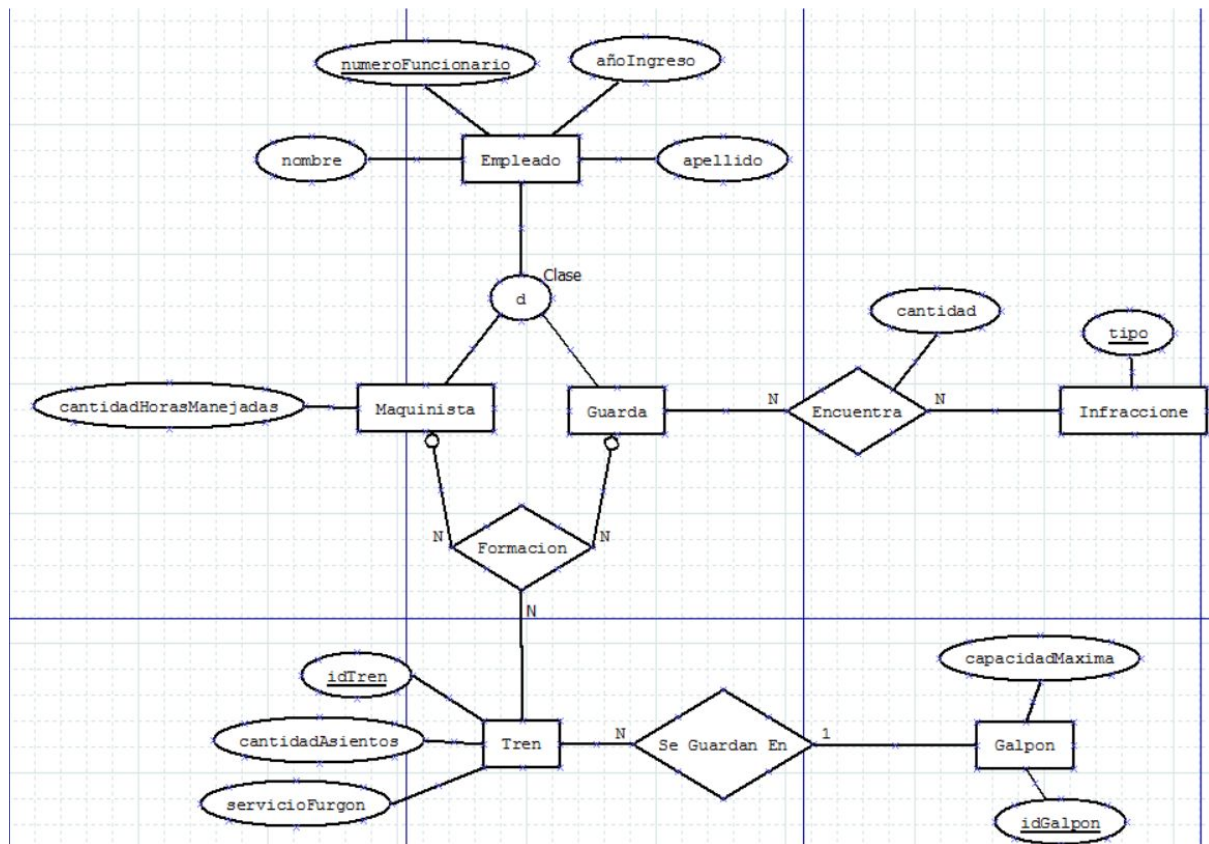 numeroFuncionario
añoIngreso
nombre
Empleado
apellido
Clase
d
cantidad
tipo
cantidadHorasManejadas
Maquinista
Guarda
N
Encuentra
N
Infraccione
N
Formacion
N
N
idTren
capacidadMaxima
cantidadAsientos
Tren
N
Se Guardan En
1
Galpon
servicioFurgon
idGalpon